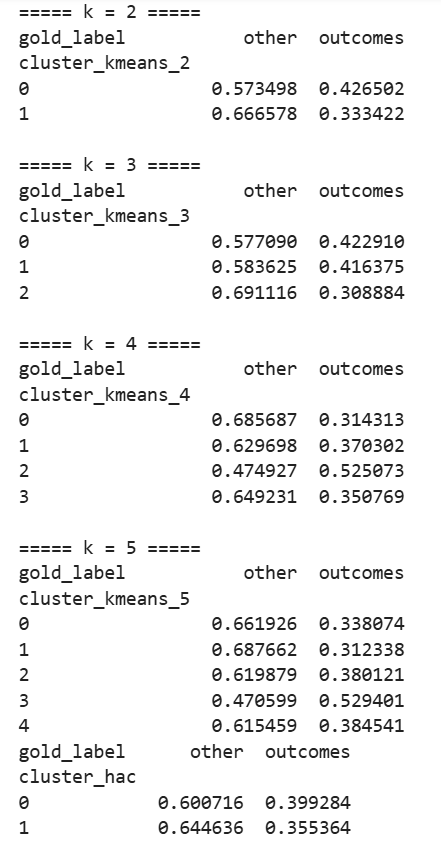 ===== k = 2 =====
gold_label other outcomes
cluster_kmeans_2
0 0.573498 0.426502
1 0.666578 0.333422
===== k = 3 =====
gold_label other outcomes
cluster_kmeans_3
0 0.577090 0.422910
1 0.583625 0.416375
2 0.691116 0.308884
===== k = 4 =====
gold_label other outcomes
cluster_kmeans_4
0 0.685687 0.314313
1 0.629698 0.370302
2 0.474927 0.525073
3 0.649231 0.350769
===== k = 5 =====
gold_label other outcomes
cluster_kmeans_5
0 0.661926 0.338074
1 0.687662 0.312338
2 0.619879 0.380121
3 0.470599 0.529401
4 0.615459 0.384541
gold_label other outcomes
cluster_hac
0 0.600716 0.399284
1 0.644636 0.355364